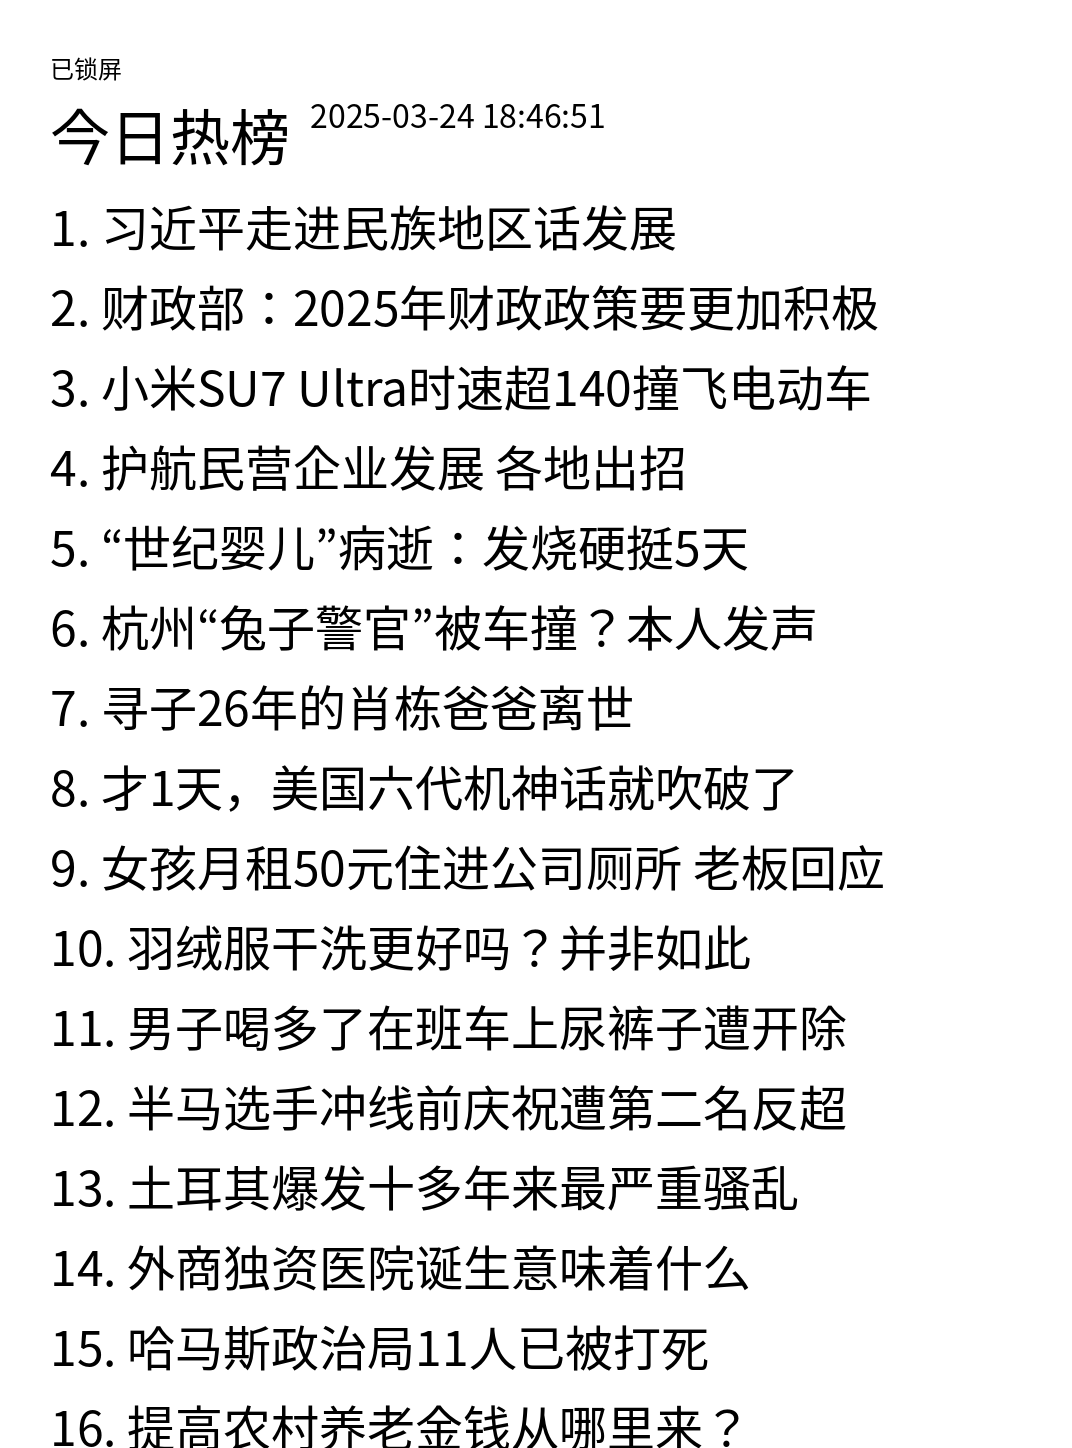 已锁屏
今日热榜 2025-03-24 18:46:51
1. 习近平走进民族地区话发展
2. 财政部：2025年财政政策要更加积极
3. 小米SU7 Ultra时速超140撞飞电动车
4. 护航民营企业发展 各地出招
5. “世纪婴儿”病逝：发烧硬挺5天
6. 杭州“兔子警官”被车撞？本人发声
7. 寻子26年的肖栋爸爸离世
8. 才1天，美国六代机神话就吹破了
9. 女孩月租50元住进公司厕所 老板回应
10. 羽绒服干洗更好吗？并非如此
11. 男子喝多了在班车上尿裤子遭开除
12. 半马选手冲线前庆祝遭第二名反超
13. 土耳其爆发十多年来最严重骚乱
14. 外商独资医院诞生意味着什么
15. 哈马斯政治局11人已被打死
16. 提高农村养老金钱从哪里来？